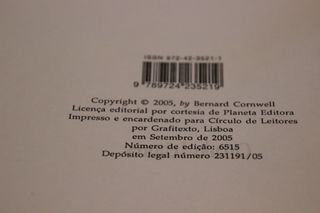 ISBN 972-42-3521-7
9 789724 235219
Copyright © 2005, by Bernard Cornwell
Licença editorial por cortesia de Planeta Editora
Impresso e encardenado para Círculo de Leitores
por Grafitexto, Lisboa
em Setembro de 2005
Número de edição: 6515
Depósito legal número 231191/05